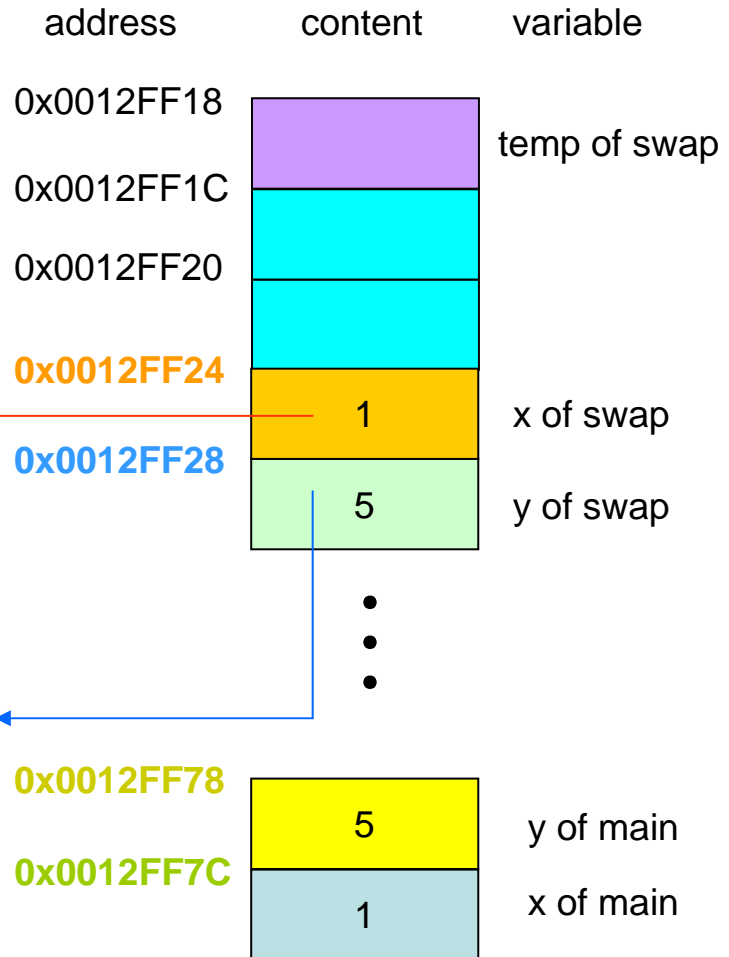 address content variable
0x0012FF18
temp of swap
0x0012FF1C
0x0012FF20
0x0012FF24
1 x of swap
0x0012FF28
5 y of swap
0x0012FF78
5 y of main
0x0012FF7C
1 x of main